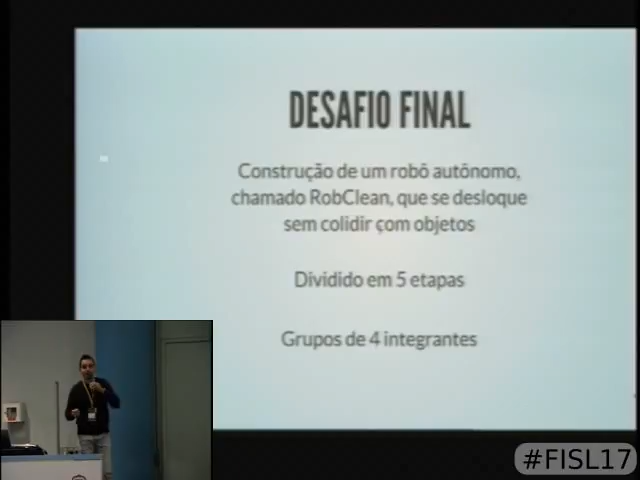 DESAFIO FINAL
Construção de um robô autônomo,
chamado RobClean, que se desloque
sem colidir com objetos
Dividido em 5 etapas
Grupos de 4 integrantes
#FISL17